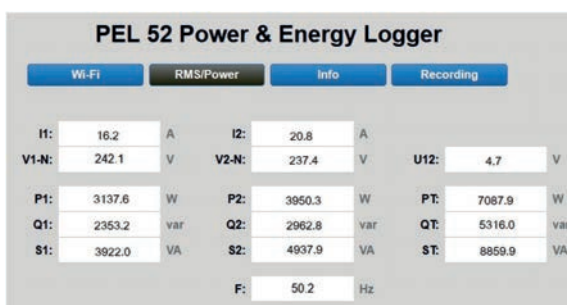 PEL 52 Power & Energy Logger
Wi-Fi RMS/Power Info Recording
I1: 16.2 A I2: 20.8 A
V1-N: 242.1 V V2-N: 237.4 V U12: 4.7 V
P1: 3137.6 W P2: 3950.3 W PT: 7087.9 W
Q1: 2353.2 var Q2: 2962.8 var QT: 5316.0 var
S1: 3922.0 VA S2: 4937.9 VA ST: 8859.9 VA
F: 50.2 Hz